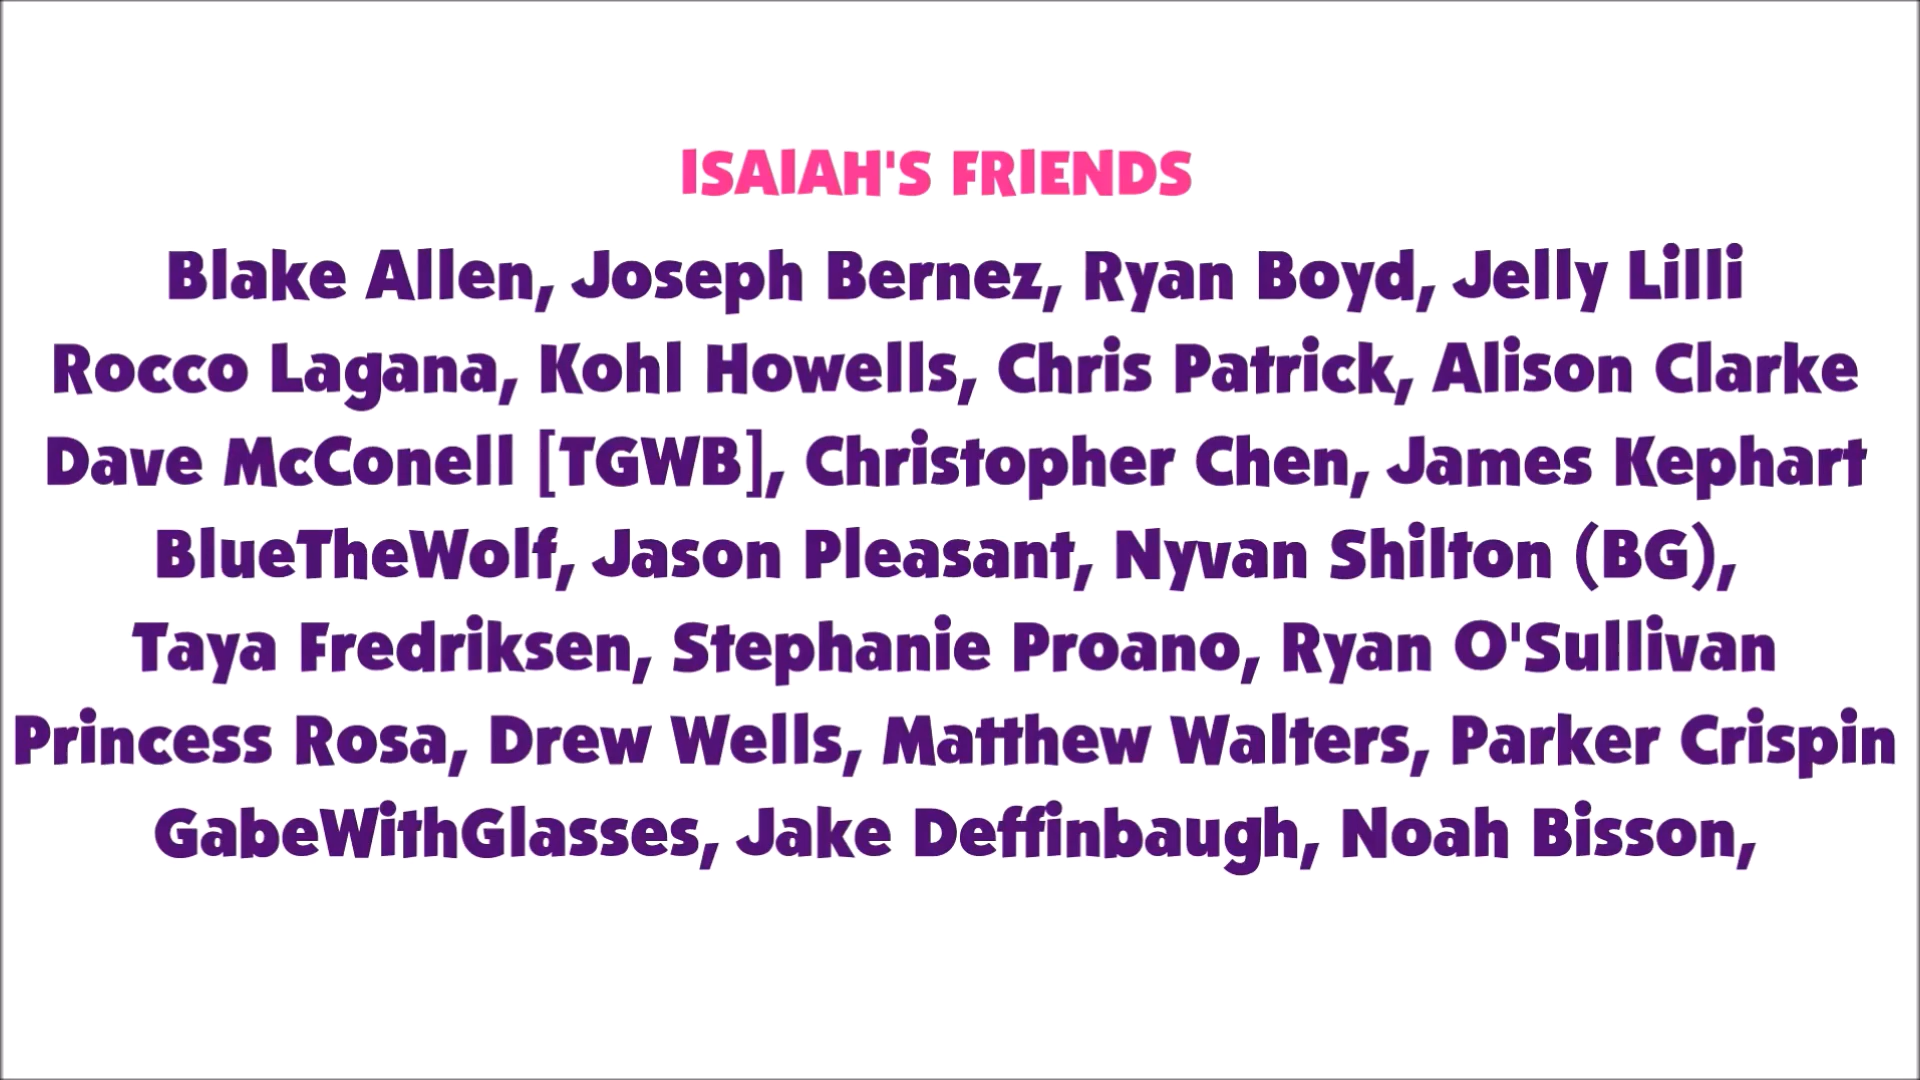 ISAIAH'S FRIENDS
Blake Allen, Joseph Bernez, Ryan Boyd, Jelly Lilli
Rocco Lagana, Kohl Howells, Chris Patrick, Alison Clarke
Dave McConell [TGWB], Christopher Chen, James Kephart
BlueTheWolf, Jason Pleasant, Nyvan Shilton (BG),
Taya Fredriksen, Stephanie Proano, Ryan O'Sullivan
Princess Rosa, Drew Wells, Matthew Walters, Parker Crispin
GabeWithGlasses, Jake Deffinbaugh, Noah Bisson,